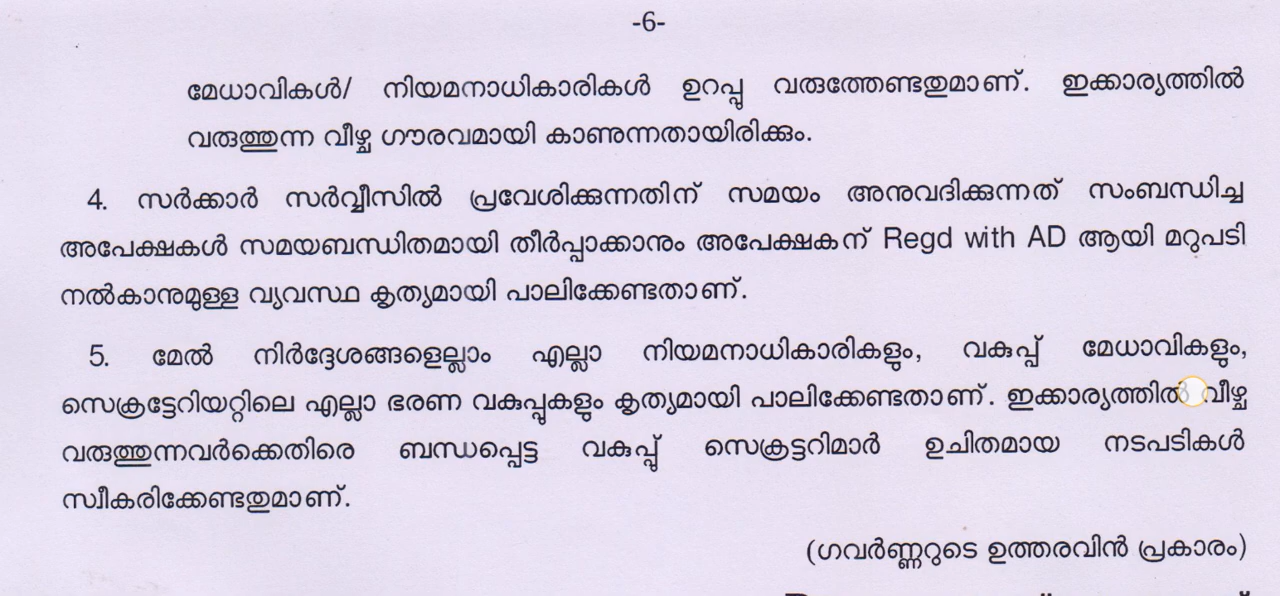 -6-
മേധാവികൾ/ നിയമനാധികാരികൾ ഉറപ്പു വരുത്തേണ്ടതുമാണ്. ഇക്കാര്യത്തിൽ
വരുത്തുന്ന വീഴ്ച ഗൗരവമായി കാണുന്നതായിരിക്കും.
4. സർക്കാർ സർവ്വീസിൽ പ്രവേശിക്കുന്നതിന് സമയം അനുവദിക്കുന്നത് സംബന്ധിച്ച
അപേക്ഷകൾ സമയബന്ധിതമായി തീർപ്പാക്കാനും അപേക്ഷകന് Regd with AD ആയി മറുപടി
നൽകാനുമുള്ള വ്യവസ്ഥ കൃത്യമായി പാലിക്കേണ്ടതാണ്.
5. മേൽ നിർദ്ദേശങ്ങളെല്ലാം എല്ലാ നിയമനാധികാരികളും, വകുപ്പ് മേധാവികളും,
സെക്രട്ടേറിയറ്റിലെ എല്ലാ ഭരണ വകുപ്പുകളും കൃത്യമായി പാലിക്കേണ്ടതാണ്. ഇക്കാര്യത്തിൽ വീഴ്ച
വരുത്തുന്നവർക്കെതിരെ ബന്ധപ്പെട്ട വകുപ്പ് സെക്രട്ടറിമാർ ഉചിതമായ നടപടികൾ
സ്വീകരിക്കേണ്ടതുമാണ്.
(ഗവർണ്ണറുടെ ഉത്തരവിൻ പ്രകാരം)